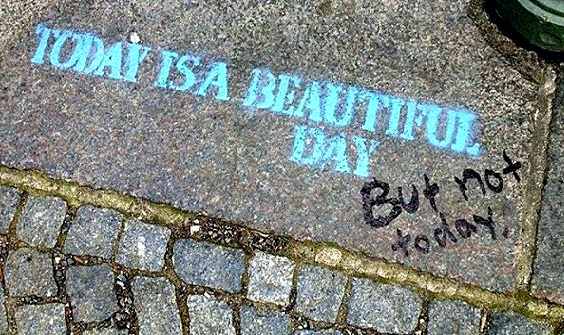 TODAY IS A BEAUTIFUL
DAY
But not
today.